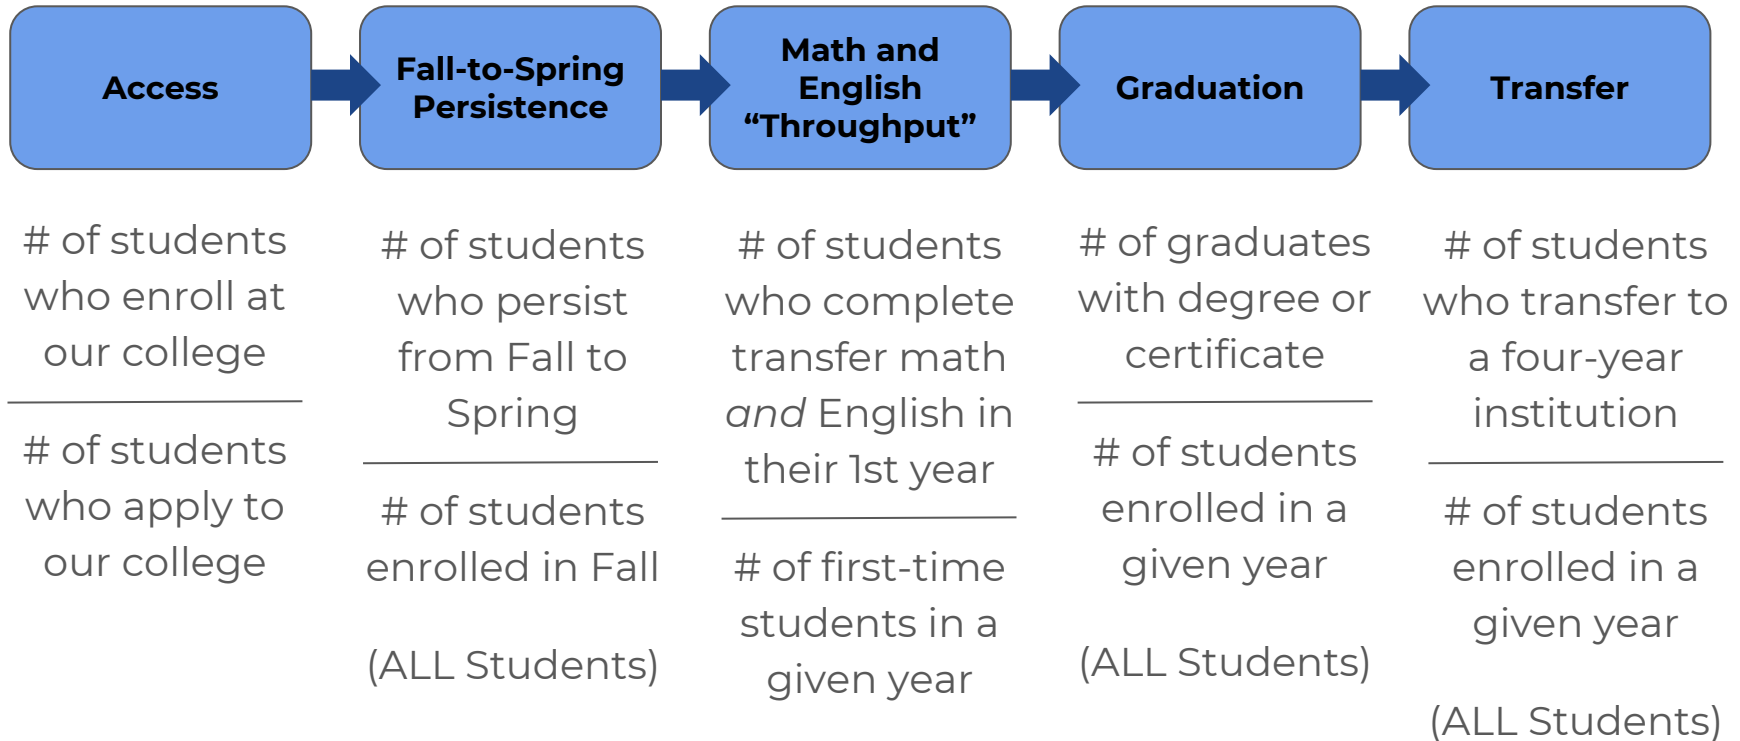 Access
Fall-to-Spring
Persistence
Math and
English
“Throughput”
Graduation
Transfer
# of students
who enroll at
our college
# of students
who apply to
our college
# of students
who persist
from Fall to
Spring
# of students
enrolled in Fall
(ALL Students)
# of students
who complete
transfer math
and English in
their 1st year
# of first-time
students in a
given year
# of graduates
with degree or
certificate
# of students
enrolled in a
given year
(ALL Students)
# of students
who transfer to
a four-year
institution
# of students
enrolled in a
given year
(ALL Students)